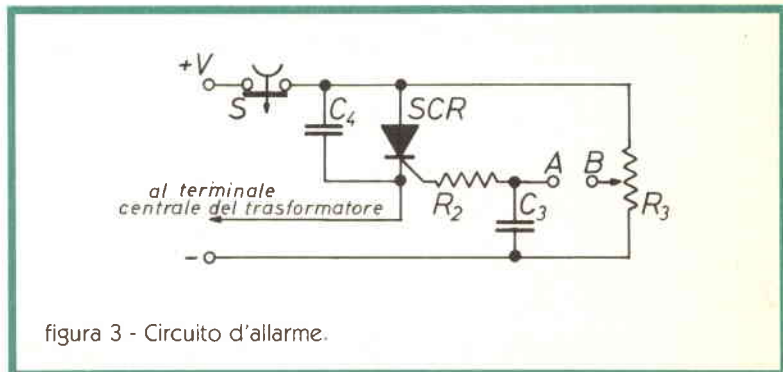 +V
S
C4
SCR
A
B
R2
C3
R3
al terminale
centrale del trasformatore
-
figura 3 - Circuito d'allarme.